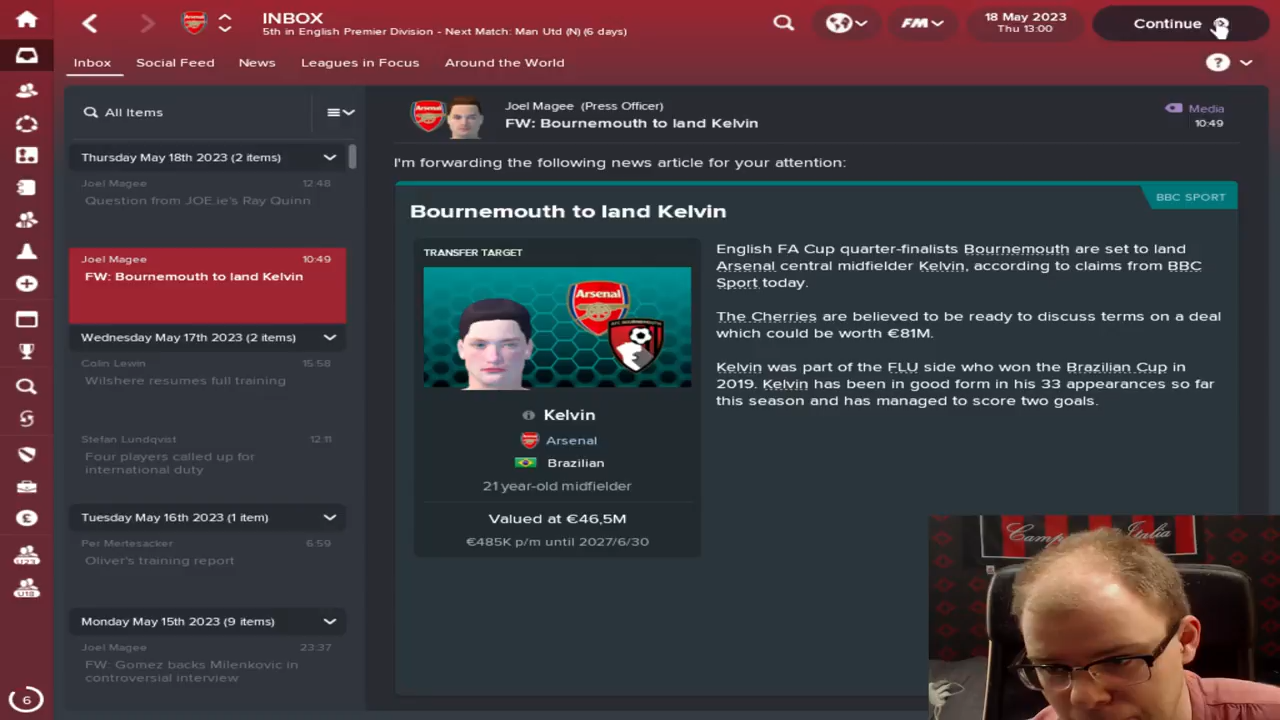 INBOX
5th in English Premier Division - Next Match: Man Utd (N) (6 days)
FM
18 May 2023
Thu 13:00
Continue
Inbox
Social Feed
News
Leagues in Focus
Around the World
?
All Items
Thursday May 18th 2023 (2 items)
Joel Magee
12:48
Question from JOE.ie's Ray Quinn
Joel Magee
10:49
FW: Bournemouth to land Kelvin
Wednesday May 17th 2023 (2 items)
Colin Lewin
15:58
Wilshere resumes full training
Stefan Lundqvist
12:11
Four players called up for
international duty
Tuesday May 16th 2023 (1 item)
Per Mertesacker
6:59
Oliver's training report
Monday May 15th 2023 (9 items)
Joel Magee
23:37
FW: Gomez backs Milenkovic in
controversial interview
U23
U18
6
Arsenal
Joel Magee (Press Officer)
FW: Bournemouth to land Kelvin
Media
10:49
I'm forwarding the following news article for your attention:
BBC SPORT
Bournemouth to land Kelvin
TRANSFER TARGET
Arsenal
Kelvin
Arsenal
Brazilian
21 year-old midfielder
Valued at €46,5M
€485K p/m until 2027/6/30
English FA Cup quarter-finalists Bournemouth are set to land
Arsenal central midfielder Kelvin, according to claims from BBC
Sport today.
The Cherries are believed to be ready to discuss terms on a deal
which could be worth €81M.
Kelvin was part of the FLU side who won the Brazilian Cup in
2019. Kelvin has been in good form in his 33 appearances so far
this season and has managed to score two goals.